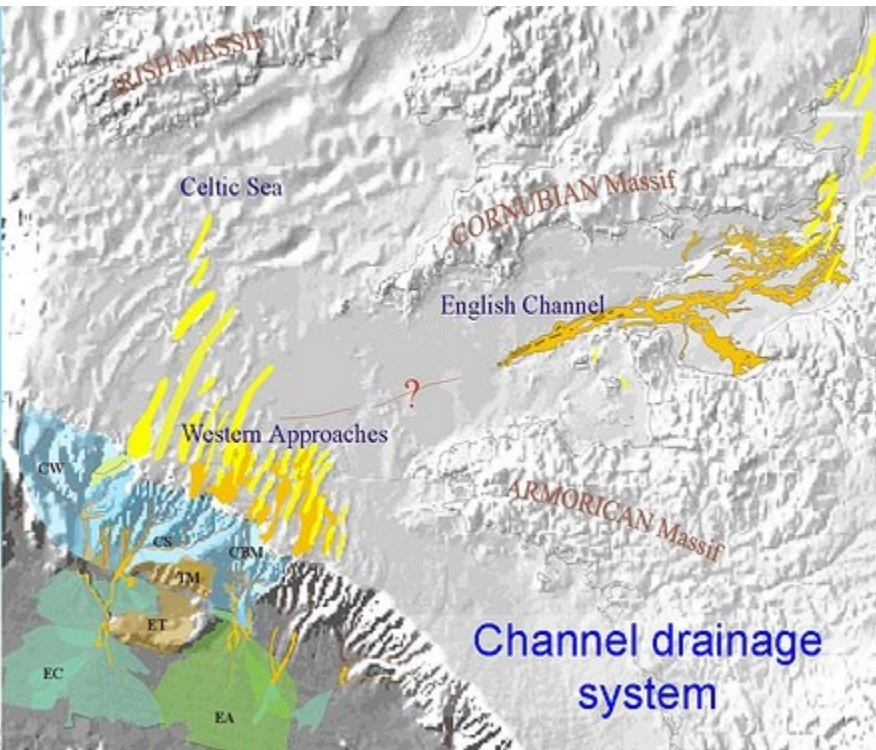 IRISH MASSIF
Celtic Sea
CORNUBIAN Massif
English Channel
?
Western Approaches
CW
ARMORICAN Massif
CS
CBM
TM
ET
Channel drainage
system
EC
EA